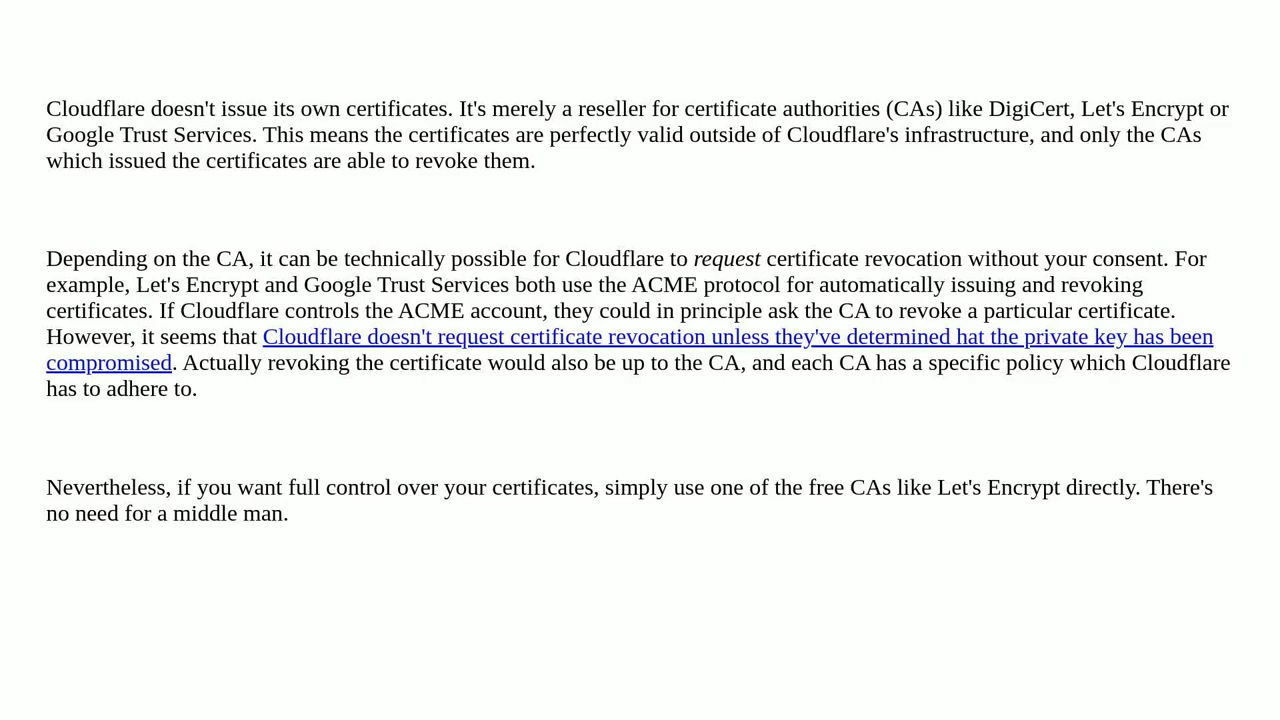 Cloudflare doesn't issue its own certificates. It's merely a reseller for certificate authorities (CAs) like DigiCert, Let's Encrypt or
Google Trust Services. This means the certificates are perfectly valid outside of Cloudflare's infrastructure, and only the CAs
which issued the certificates are able to revoke them.
Depending on the CA, it can be technically possible for Cloudflare to request certificate revocation without your consent. For
example, Let's Encrypt and Google Trust Services both use the ACME protocol for automatically issuing and revoking
certificates. If Cloudflare controls the ACME account, they could in principle ask the CA to revoke a particular certificate.
However, it seems that Cloudflare doesn't request certificate revocation unless they've determined hat the private key has been
compromised. Actually revoking the certificate would also be up to the CA, and each CA has a specific policy which Cloudflare
has to adhere to.
Nevertheless, if you want full control over your certificates, simply use one of the free CAs like Let's Encrypt directly. There's
no need for a middle man.